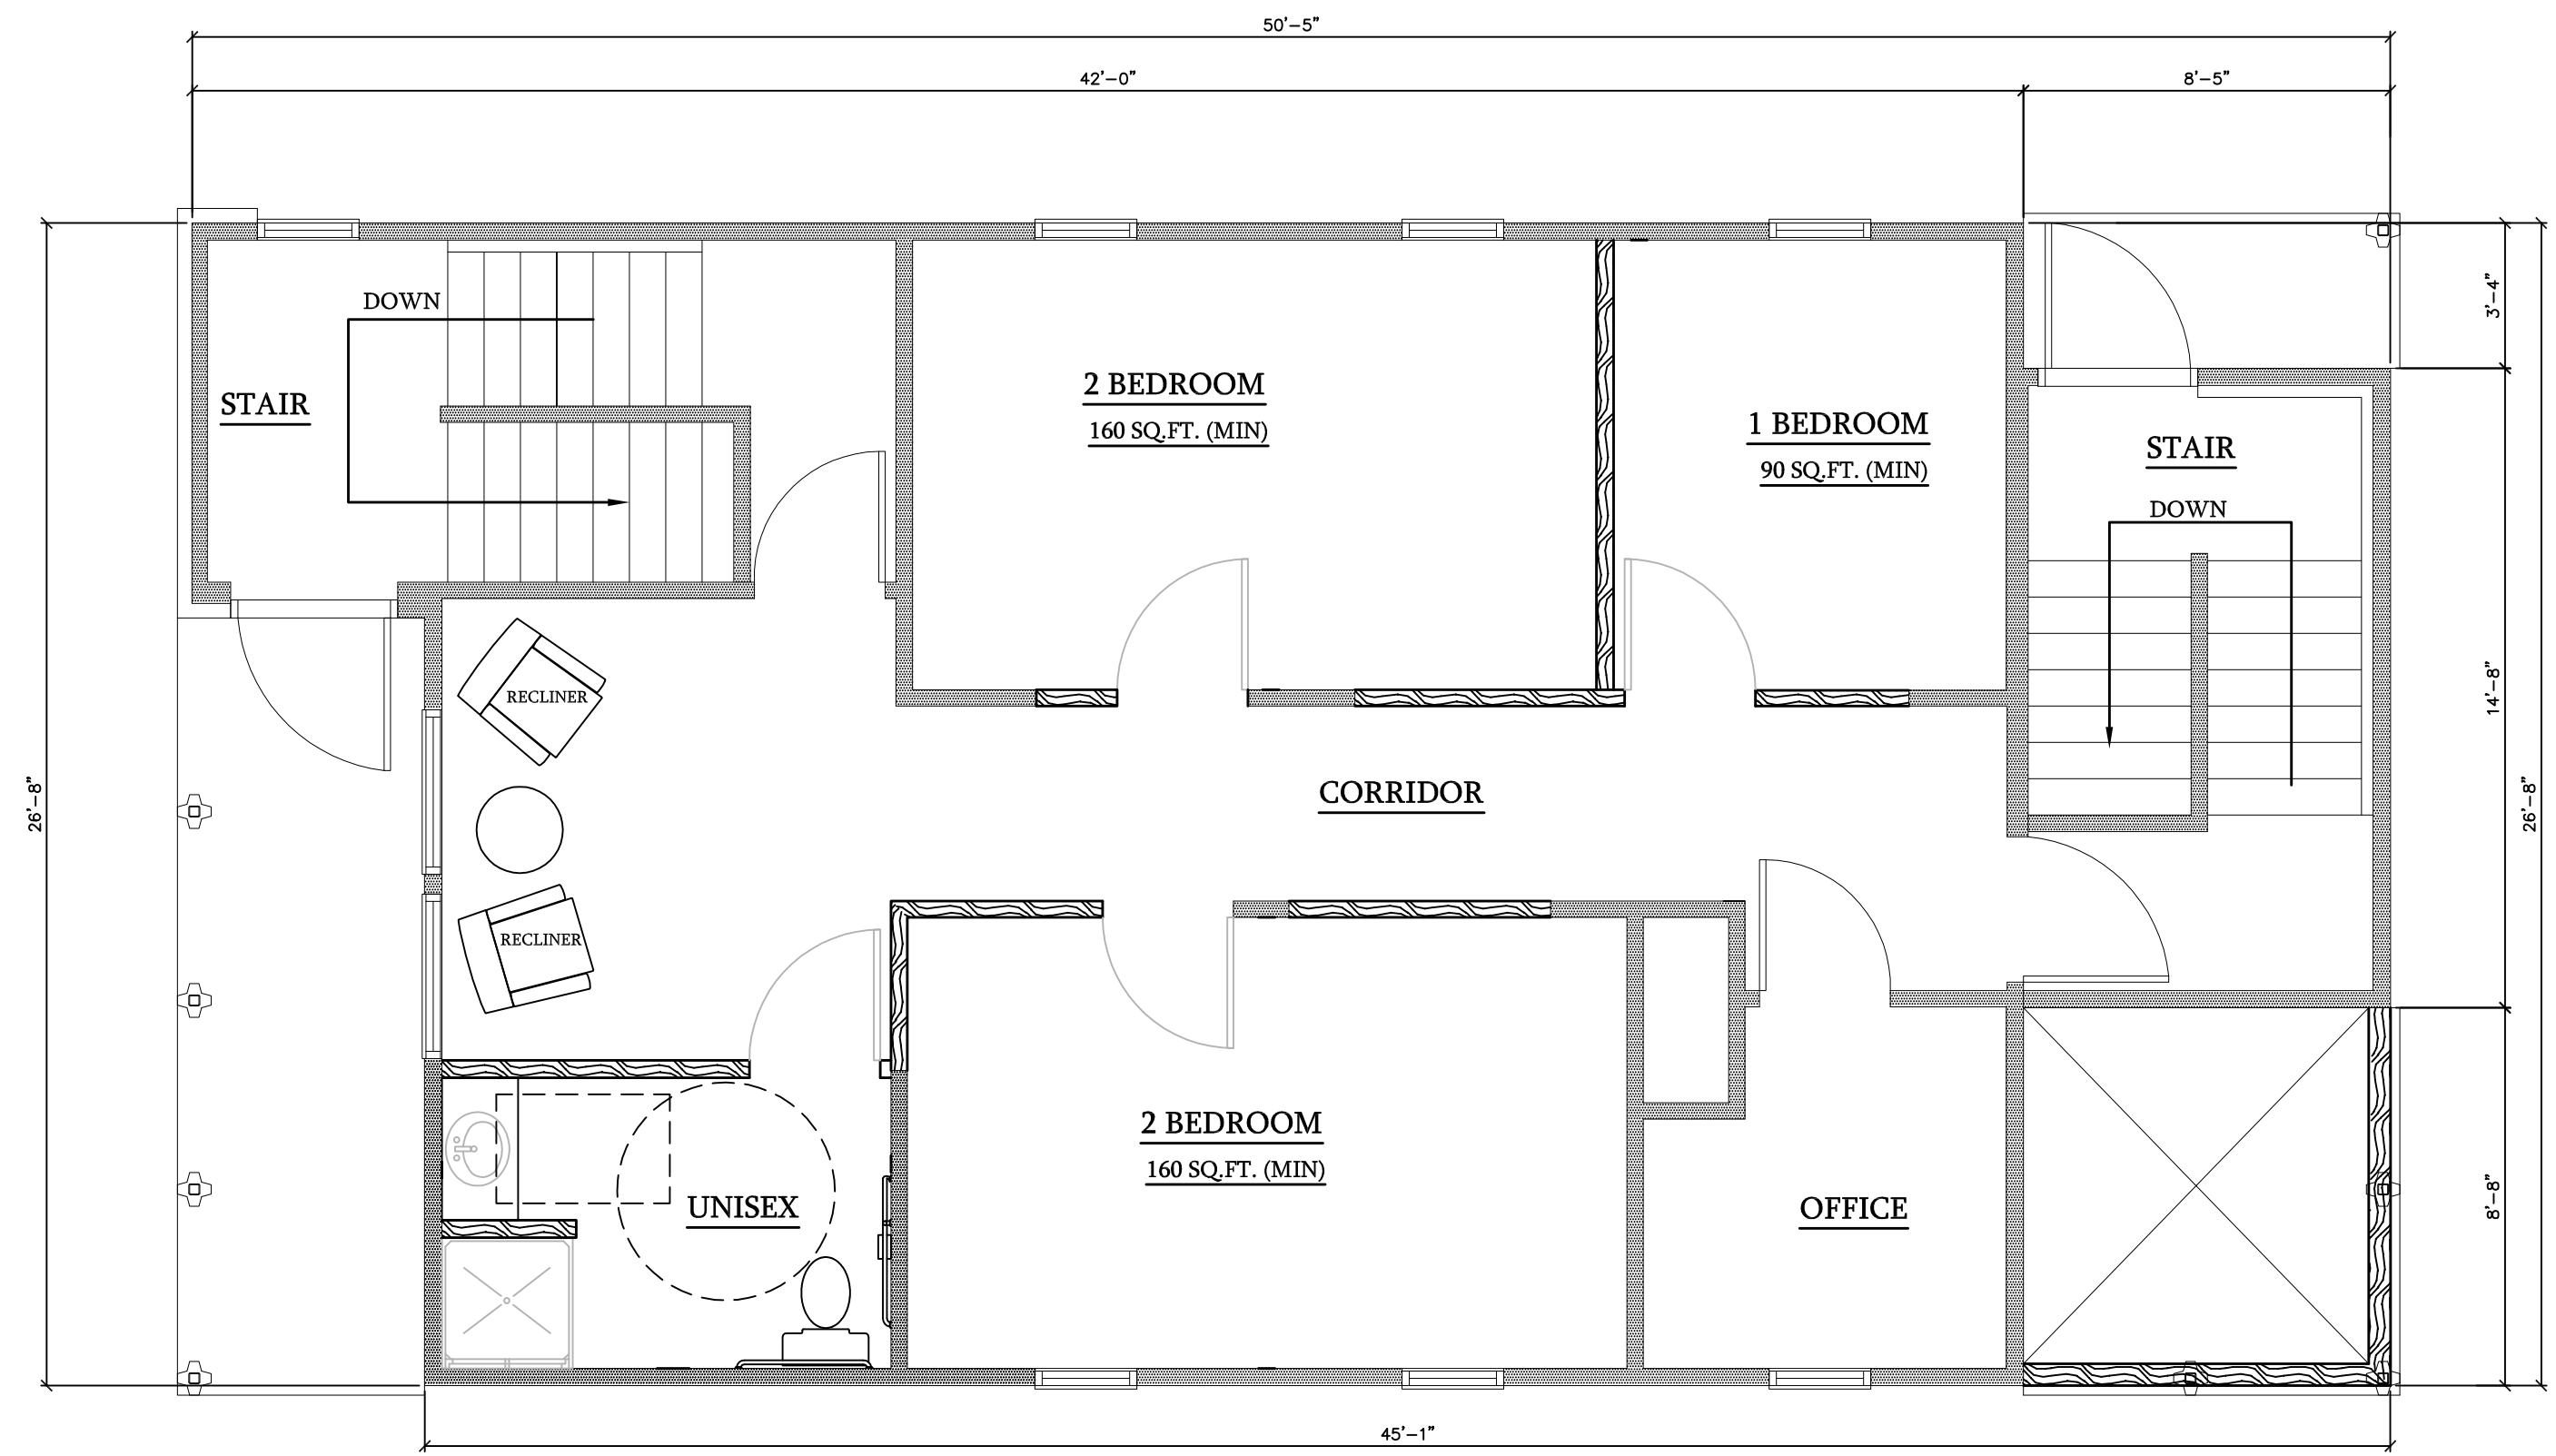 50'-5"
42'-0"
8'-5"
DOWN
STAIR
2 BEDROOM
160 SQ.FT. (MIN)
1 BEDROOM
90 SQ.FT. (MIN)
STAIR
DOWN
3'-4"
14'-8"
26'-8"
26'-8"
RECLINER
CORRIDOR
RECLINER
2 BEDROOM
160 SQ.FT. (MIN)
UNISEX
OFFICE
8'-8"
45'-1"